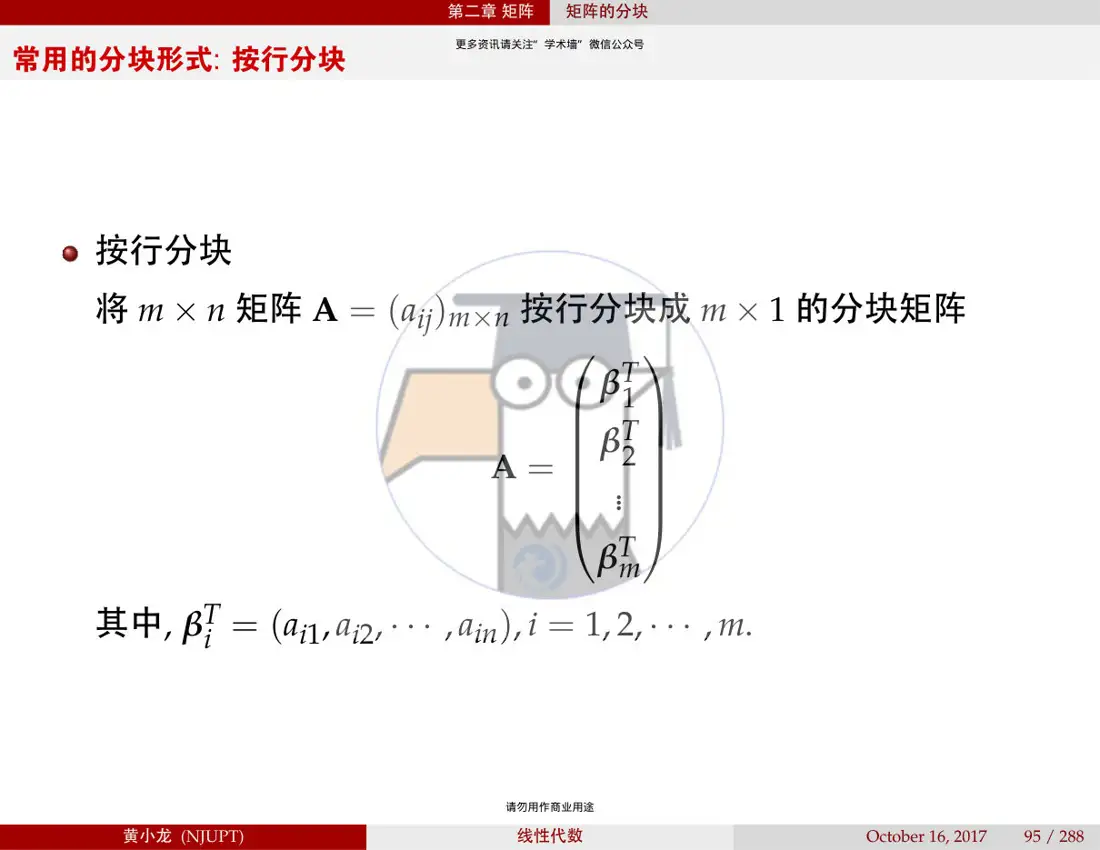 第二章 矩阵 矩阵的分块
更多资讯请关注“学术墙”微信公众号
常用的分块形式: 按行分块
按行分块
将 m × n 矩阵 A = (a_{ij})_{m×n} 按行分块成 m × 1 的分块矩阵
β_1^T
β_2^T
A =
⋮
β_m^T
其中, β_i^T = (a_{i1}, a_{i2}, ⋯ , a_{in}), i = 1, 2, ⋯ , m.
请勿用作商业用途
黄小龙 (NJUPT) 线性代数 October 16, 2017 95 / 288